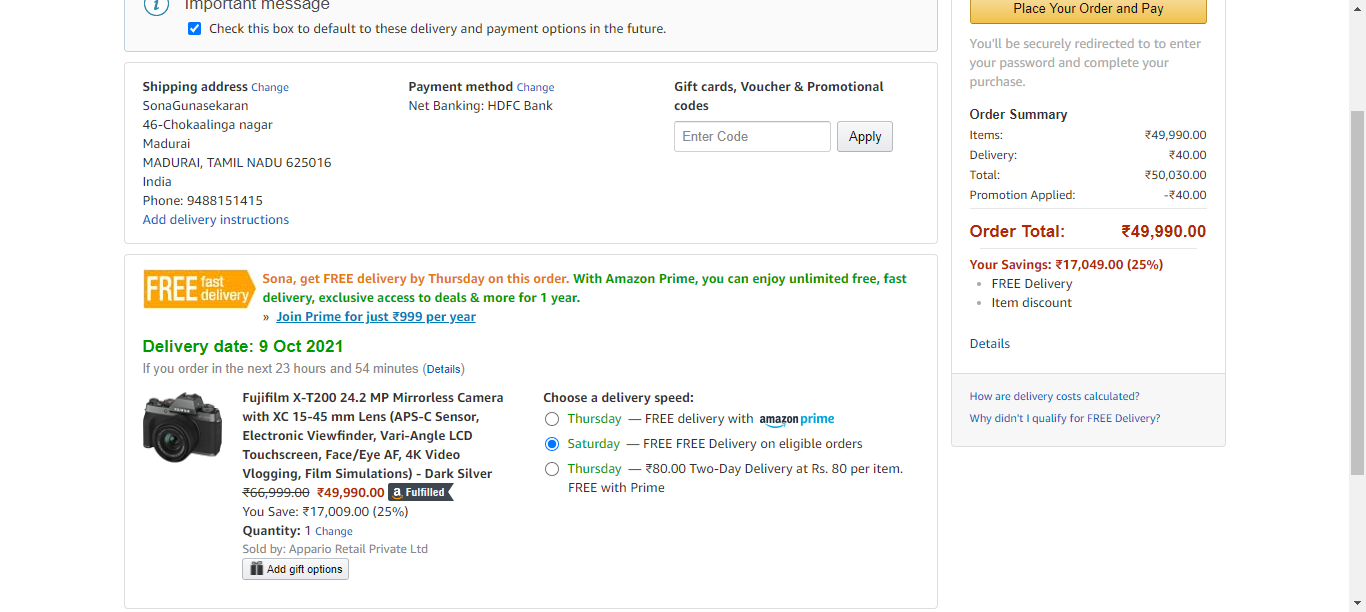 Important message
Check this box to default to these delivery and payment options in the future.
Shipping address Change
SonaGunasekaran
46-Chokaalinga nagar
Madurai
MADURAI, TAMIL NADU 625016
India
Phone: 9488151415
Add delivery instructions
Payment method Change
Net Banking: HDFC Bank
Gift cards, Voucher & Promotional
codes
Enter Code
Apply
FREE fast delivery
Sona, get FREE delivery by Thursday on this order. With Amazon Prime, you can enjoy unlimited free, fast
delivery, exclusive access to deals & more for 1 year.
» Join Prime for just ₹999 per year
Delivery date: 9 Oct 2021
If you order in the next 23 hours and 54 minutes (Details)
Fujifilm X-T200 24.2 MP Mirrorless Camera
with XC 15-45 mm Lens (APS-C Sensor,
Electronic Viewfinder, Vari-Angle LCD
Touchscreen, Face/Eye AF, 4K Video
Vlogging, Film Simulations) - Dark Silver
₹66,999.00 ₹49,990.00 a Fulfilled
You Save: ₹17,009.00 (25%)
Quantity: 1 Change
Sold by: Appario Retail Private Ltd
Add gift options
Choose a delivery speed:
Thursday — FREE delivery with amazon prime
Saturday — FREE FREE Delivery on eligible orders
Thursday — ₹80.00 Two-Day Delivery at Rs. 80 per item.
FREE with Prime
Place Your Order and Pay
You'll be securely redirected to to enter
your password and complete your
purchase.
Order Summary
Items: ₹49,990.00
Delivery: ₹40.00
Total: ₹50,030.00
Promotion Applied: -₹40.00
Order Total: ₹49,990.00
Your Savings: ₹17,049.00 (25%)
FREE Delivery
Item discount
Details
How are delivery costs calculated?
Why didn't I qualify for FREE Delivery?